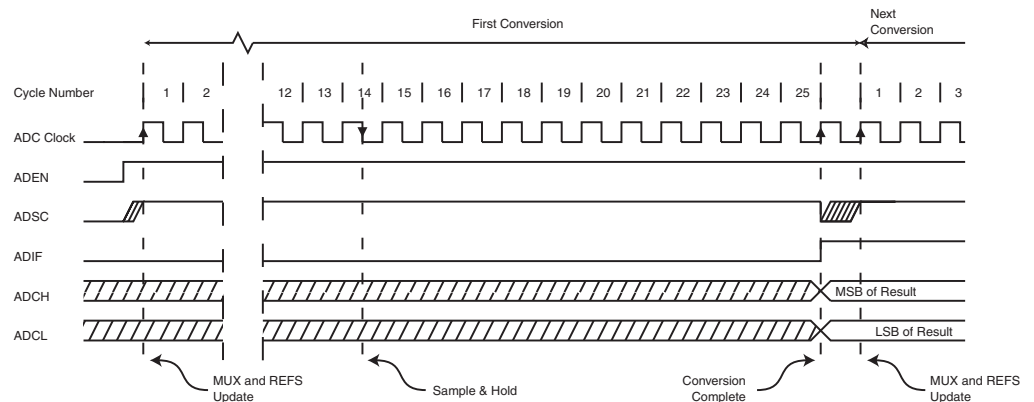 First Conversion
Next
Conversion
Cycle Number 1 2 12 13 14 15 16 17 18 19 20 21 22 23 24 25 1 2 3
ADC Clock
ADEN
ADSC
ADIF
ADCH MSB of Result
ADCL LSB of Result
MUX and REFS
Update
Sample & Hold
Conversion
Complete
MUX and REFS
Update